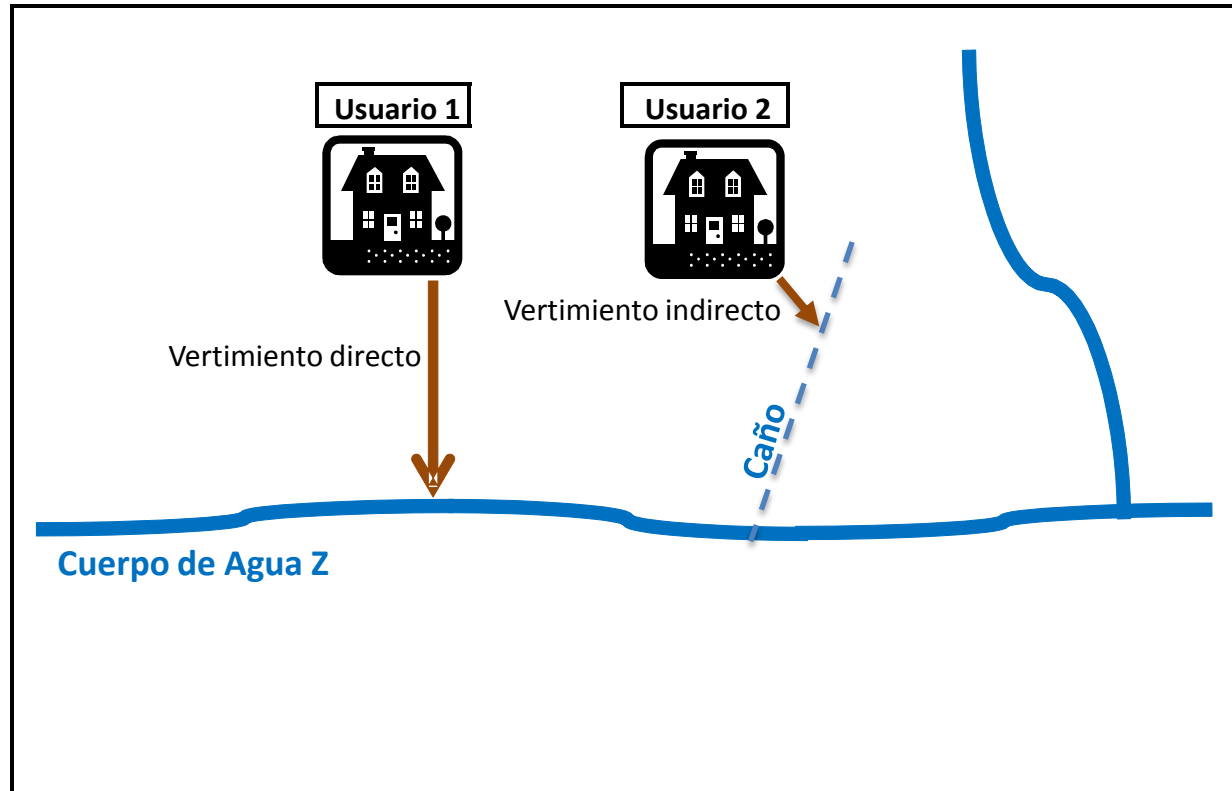 Usuario 1
Usuario 2
Vertimiento indirecto
Vertimiento directo
Caño
Cuerpo de Agua Z